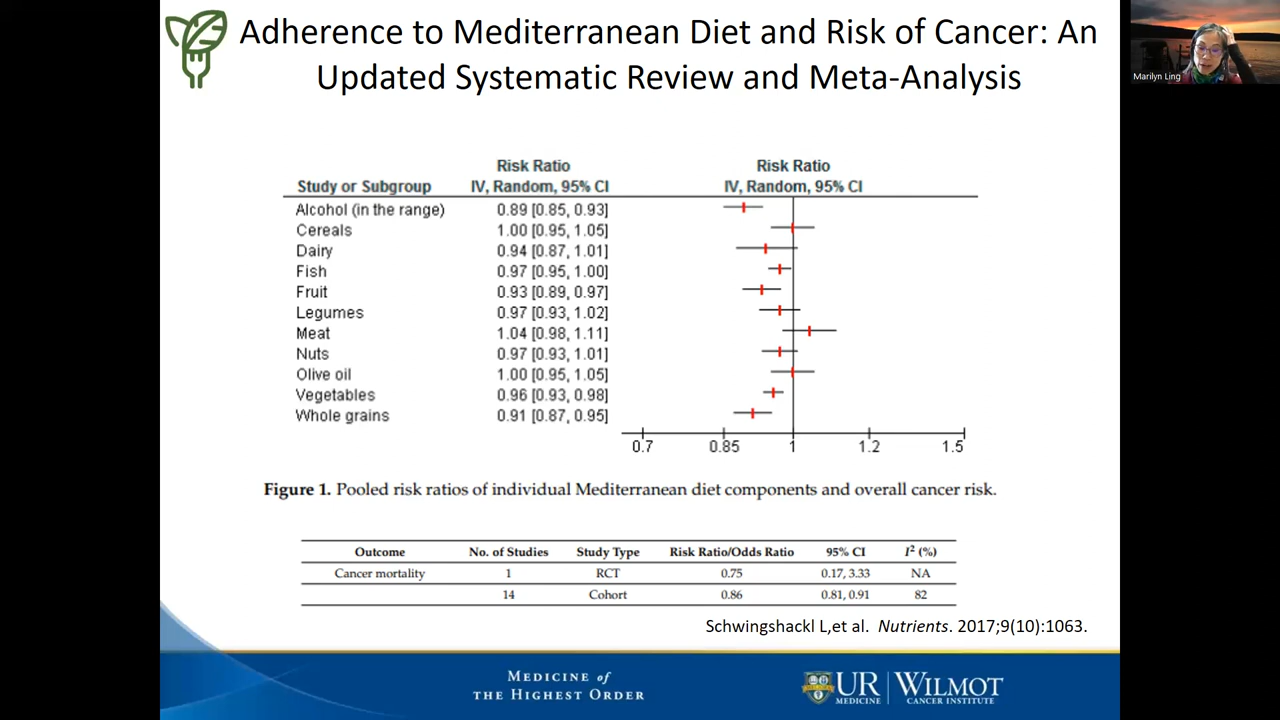 Adherence to Mediterranean Diet and Risk of Cancer: An
Updated Systematic Review and Meta-Analysis
Marilyn Ling
Risk Ratio Risk Ratio
Study or Subgroup IV, Random, 95% CI IV, Random, 95% CI
Alcohol (in the range) 0.89 [0.85, 0.93]
Cereals 1.00 [0.95, 1.05]
Dairy 0.94 [0.87, 1.01]
Fish 0.97 [0.95, 1.00]
Fruit 0.93 [0.89, 0.97]
Legumes 0.97 [0.93, 1.02]
Meat 1.04 [0.98, 1.11]
Nuts 0.97 [0.93, 1.01]
Olive oil 1.00 [0.95, 1.05]
Vegetables 0.96 [0.93, 0.98]
Whole grains 0.91 [0.87, 0.95]
0.7 0.85 1 1.2 1.5
Figure 1. Pooled risk ratios of individual Mediterranean diet components and overall cancer risk.
Outcome No. of Studies Study Type Risk Ratio/Odds Ratio 95% CI I² (%)
Cancer mortality 1 RCT 0.75 0.17, 3.33 NA
14 Cohort 0.86 0.81, 0.91 82
Schwingshackl L,et al. Nutrients. 2017;9(10):1063.
MEDICINE of
THE HIGHEST ORDER
UR
MEDICINE
WILMOT
CANCER INSTITUTE